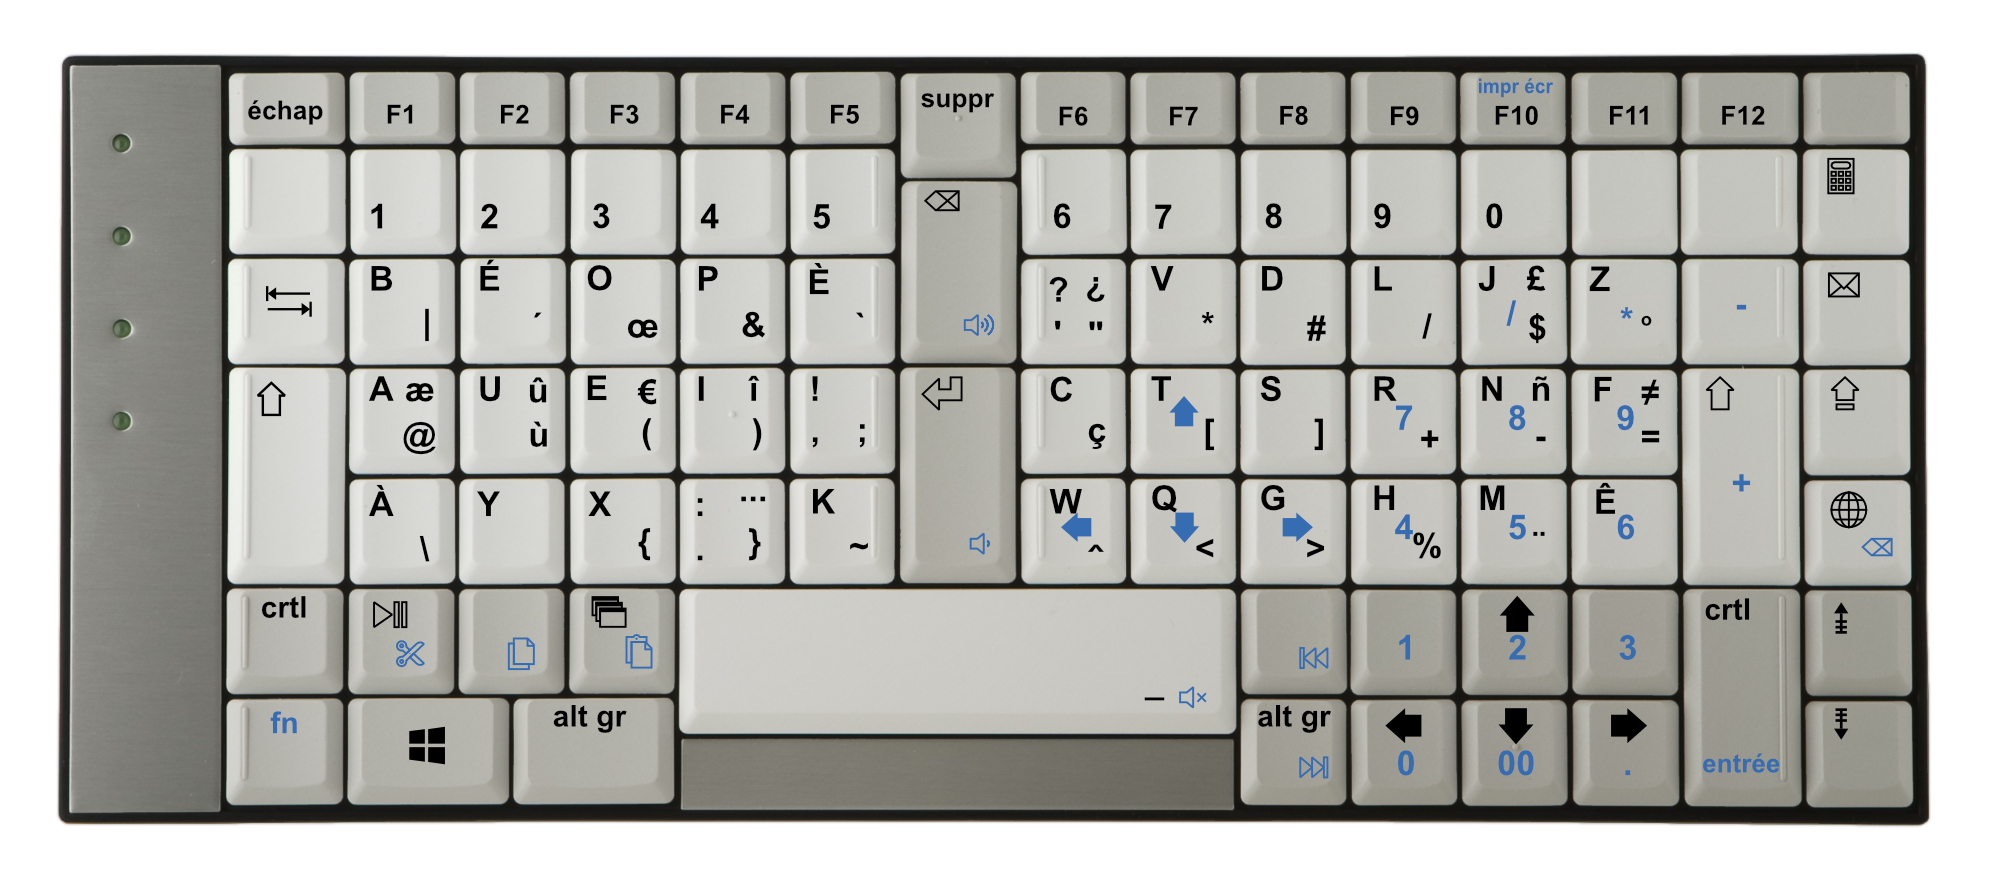 échap F1 F2 F3 F4 F5 suppr F6 F7 F8 F9 impr écr F10 F11 F12
1 2 3 4 5 6 7 8 9 0
B | É ´ O œ P & È ` ? ¿ ' " V * D # L / J £ / $ Z * ° -
A æ @ U û ù E € ( I î ) ! , ; C ç T [ S ] R 7 + N ñ 8 - F ≠ 9 = +
À \ Y X { : … . } K ~ W ^ Q < G > H 4 % M 5 ¨ Ê 6
crtl 1 2 3 crtl
fn alt gr _ alt gr 0 00 . entrée